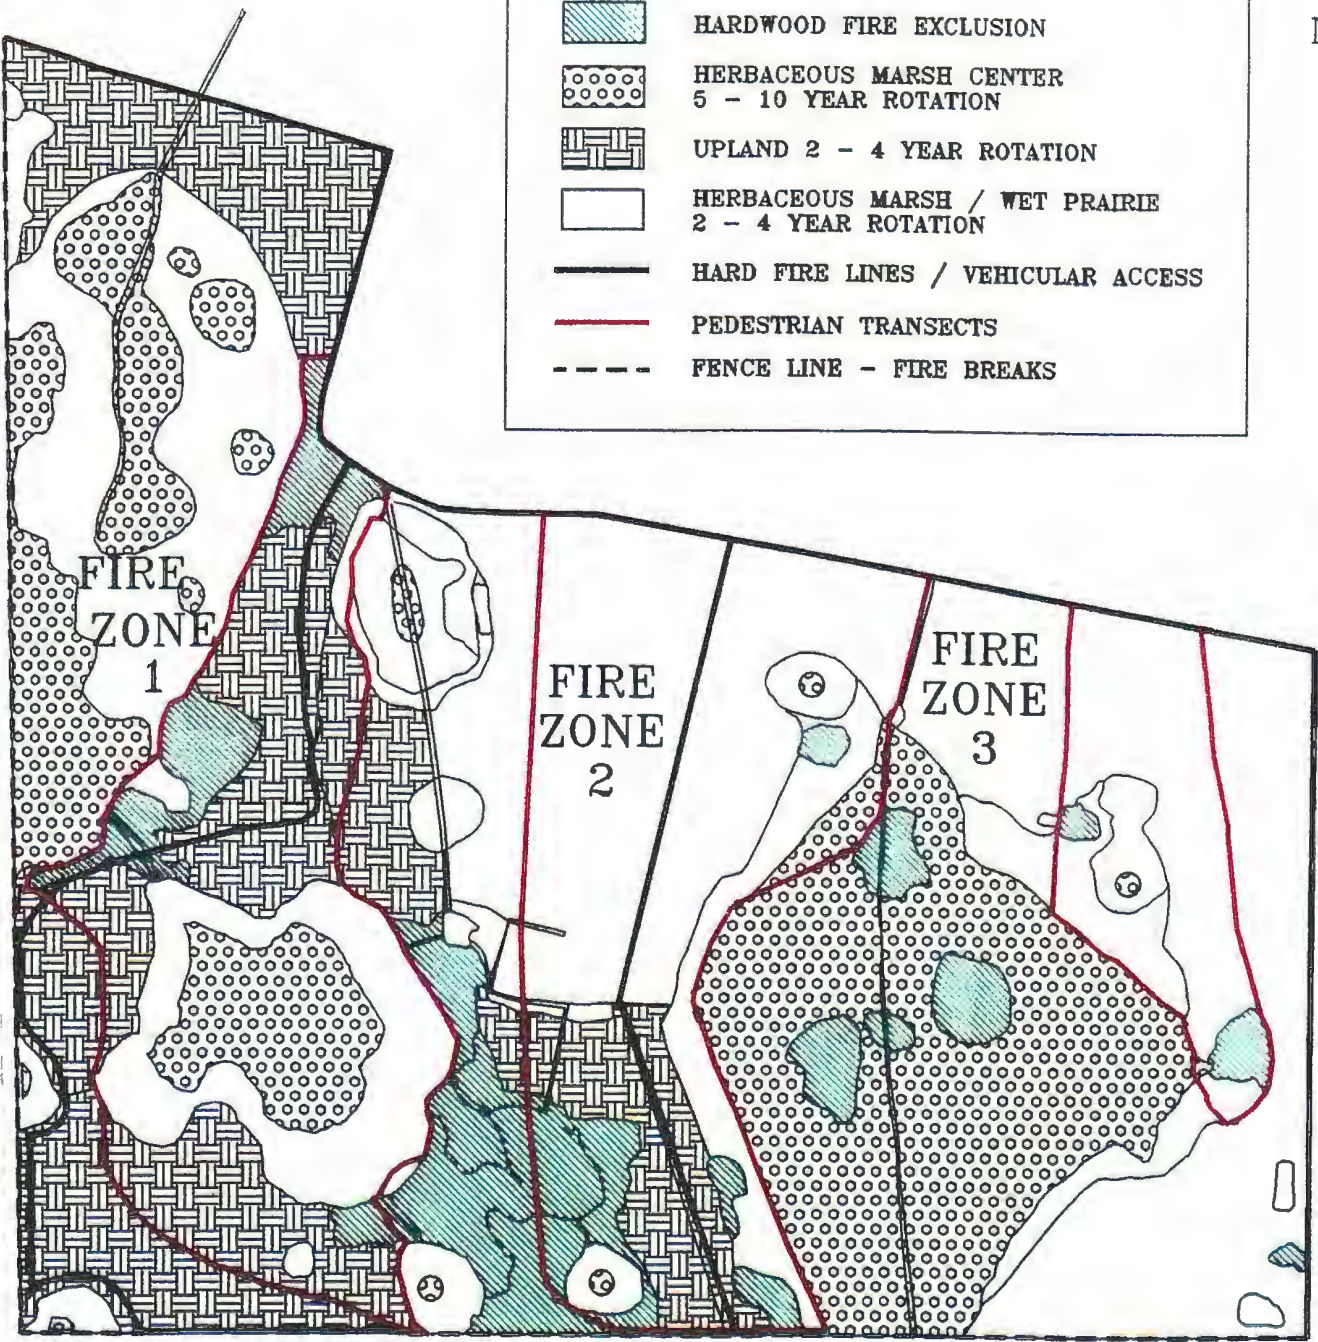 HARDWOOD FIRE EXCLUSION
HERBACEOUS MARSH CENTER
5 - 10 YEAR ROTATION
UPLAND 2 - 4 YEAR ROTATION
HERBACEOUS MARSH / WET PRAIRIE
2 - 4 YEAR ROTATION
HARD FIRE LINES / VEHICULAR ACCESS
PEDESTRIAN TRANSECTS
FENCE LINE - FIRE BREAKS
FIRE
ZONE
1
FIRE
ZONE
2
FIRE
ZONE
3